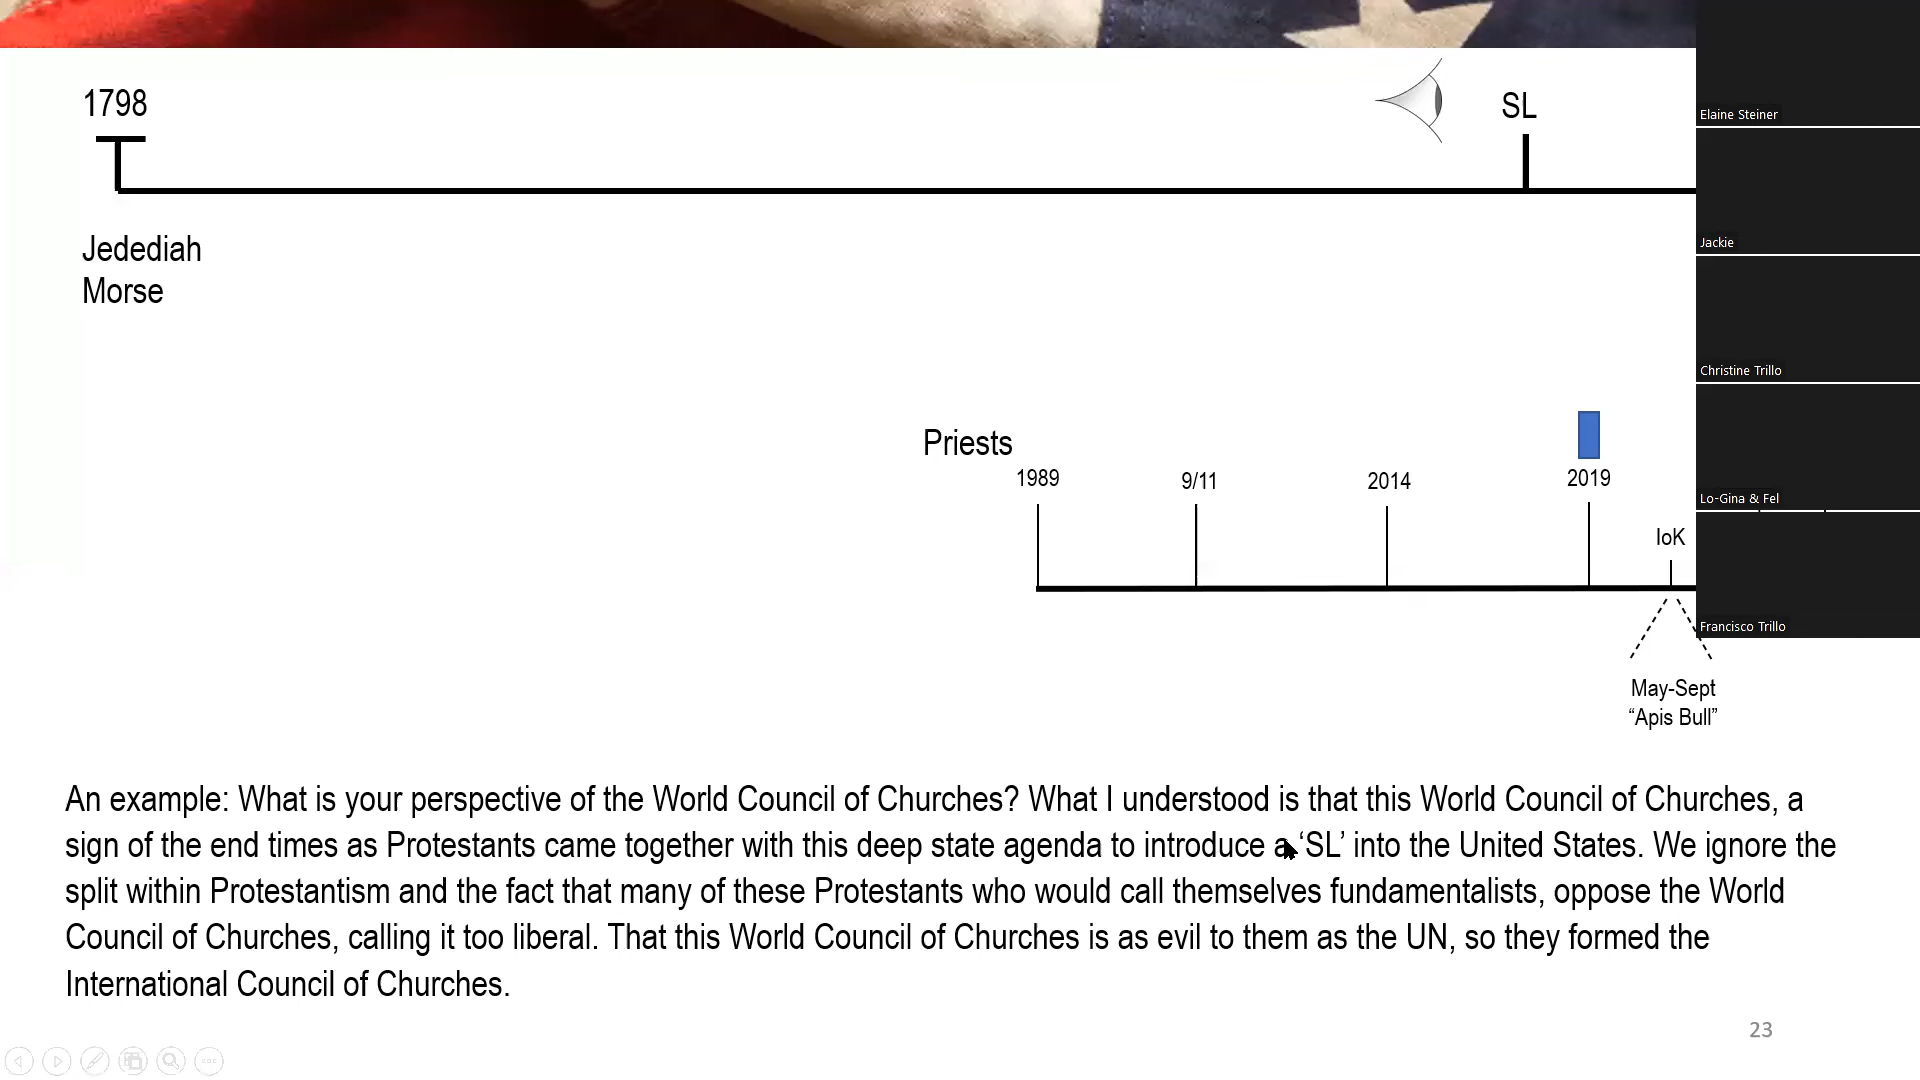 1798
SL
Elaine Steiner
Jackie
Jedediah
Morse
Christine Trillo
Priests
1989
9/11
2014
2019
Lo-Gina & Fel
IoK
Francisco Trillo
May-Sept
“Apis Bull”
An example: What is your perspective of the World Council of Churches? What I understood is that this World Council of Churches, a
sign of the end times as Protestants came together with this deep state agenda to introduce a ‘SL’ into the United States. We ignore the
split within Protestantism and the fact that many of these Protestants who would call themselves fundamentalists, oppose the World
Council of Churches, calling it too liberal. That this World Council of Churches is as evil to them as the UN, so they formed the
International Council of Churches.
23